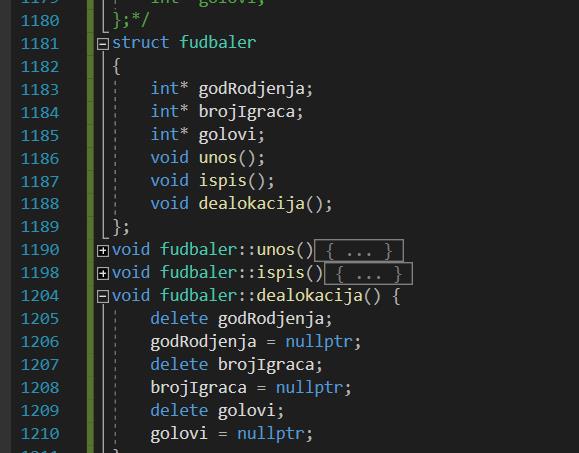 1179 int* golovi;
1180 };*/
1181 struct fudbaler
1182 {
1183 int* godRodjenja;
1184 int* brojIgraca;
1185 int* golovi;
1186 void unos();
1187 void ispis();
1188 void dealokacija();
1189 };
1190 void fudbaler::unos(){ ... }
1198 void fudbaler::ispis(){ ... }
1204 void fudbaler::dealokacija() {
1205 delete godRodjenja;
1206 godRodjenja = nullptr;
1207 delete brojIgraca;
1208 brojIgraca = nullptr;
1209 delete golovi;
1210 golovi = nullptr;